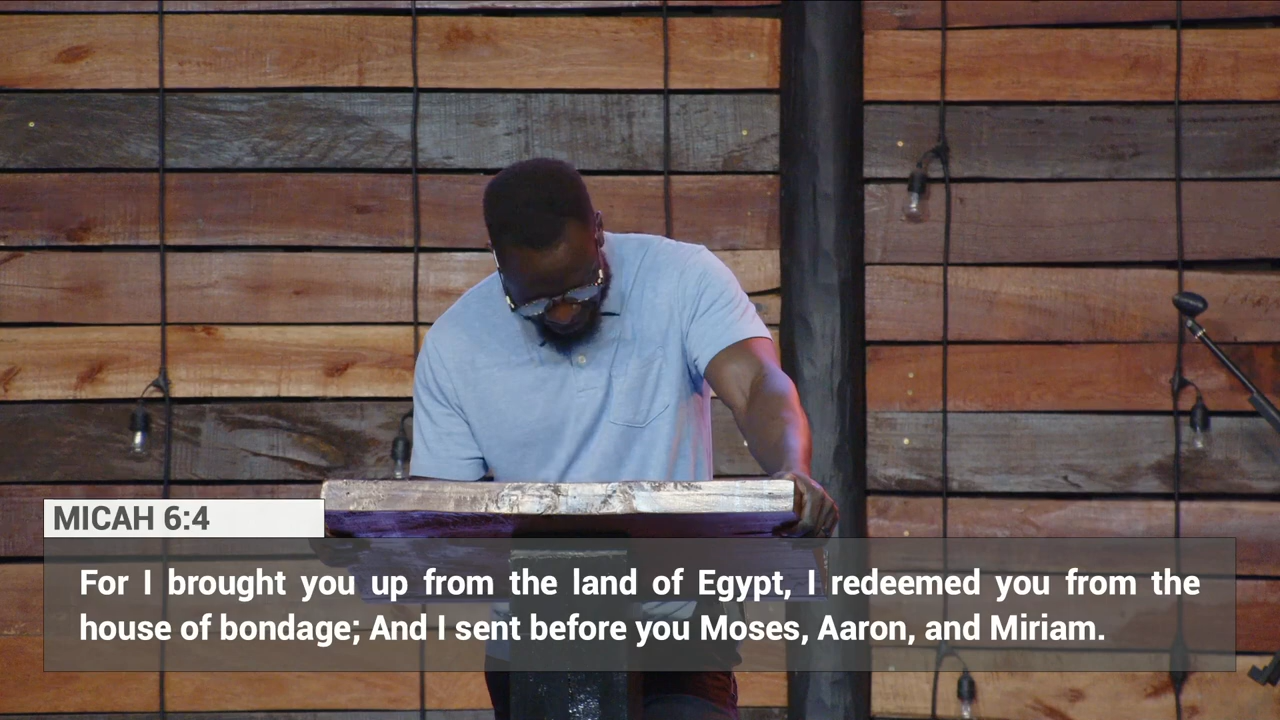 MICAH 6:4
For I brought you up from the land of Egypt, I redeemed you from the
house of bondage; And I sent before you Moses, Aaron, and Miriam.